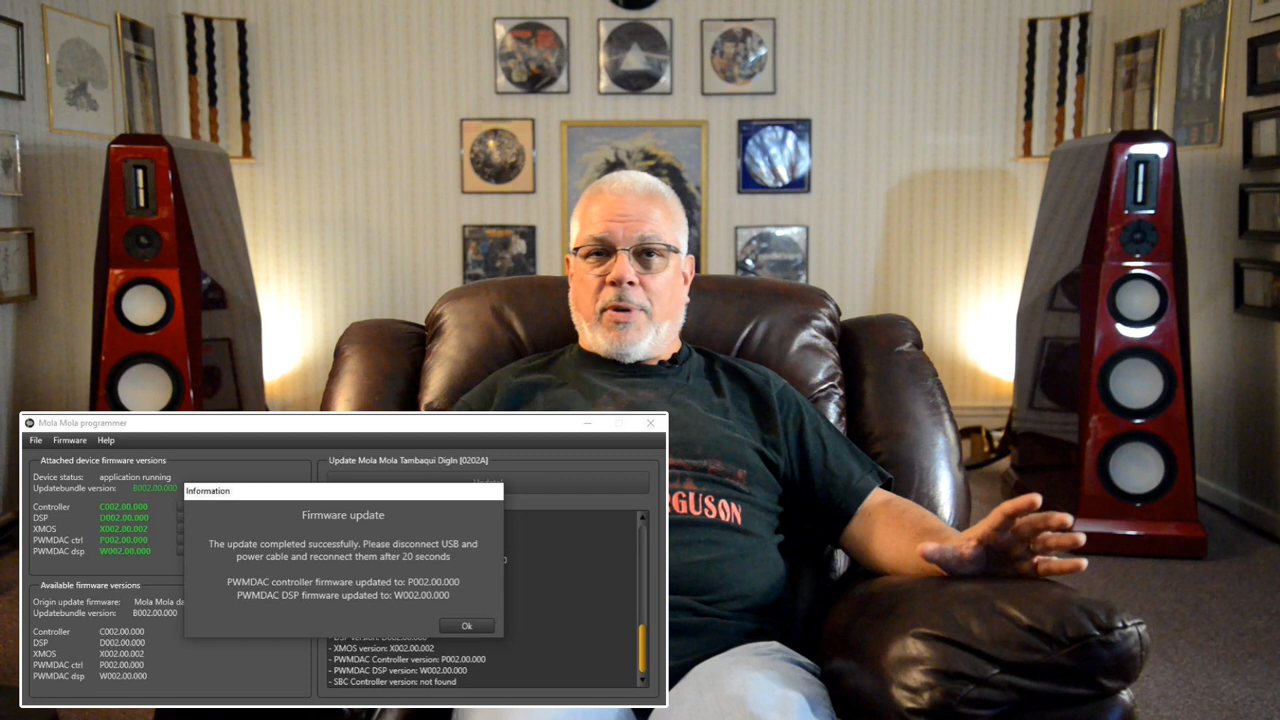 Mola Mola programmer
File Firmware Help
Attached device firmware versions
Device status: application running
Updatebundle version: B002.00.000
Controller C002.00.000
DSP D002.00.000
XMOS X002.00.002
PWMDAC ctrl P002.00.000
PWMDAC dsp W002.00.000
Available firmware versions
Origin update firmware: Mola Mola da
Updatebundle version: B002.00.000
Controller C002.00.000
DSP D002.00.000
XMOS X002.00.002
PWMDAC ctrl P002.00.000
PWMDAC dsp W002.00.000
Update Mola Mola Tambaqui DigIn [0202A]
Information
Firmware update
The update completed successfully. Please disconnect USB and
power cable and reconnect them after 20 seconds
PWMDAC controller firmware updated to: P002.00.000
PWMDAC DSP firmware updated to: W002.00.000
Ok
- DSP version: D002.00.000
- XMOS version: X002.00.002
- PWMDAC Controller version: P002.00.000
- PWMDAC DSP version: W002.00.000
- SBC Controller version: not found
GUSON